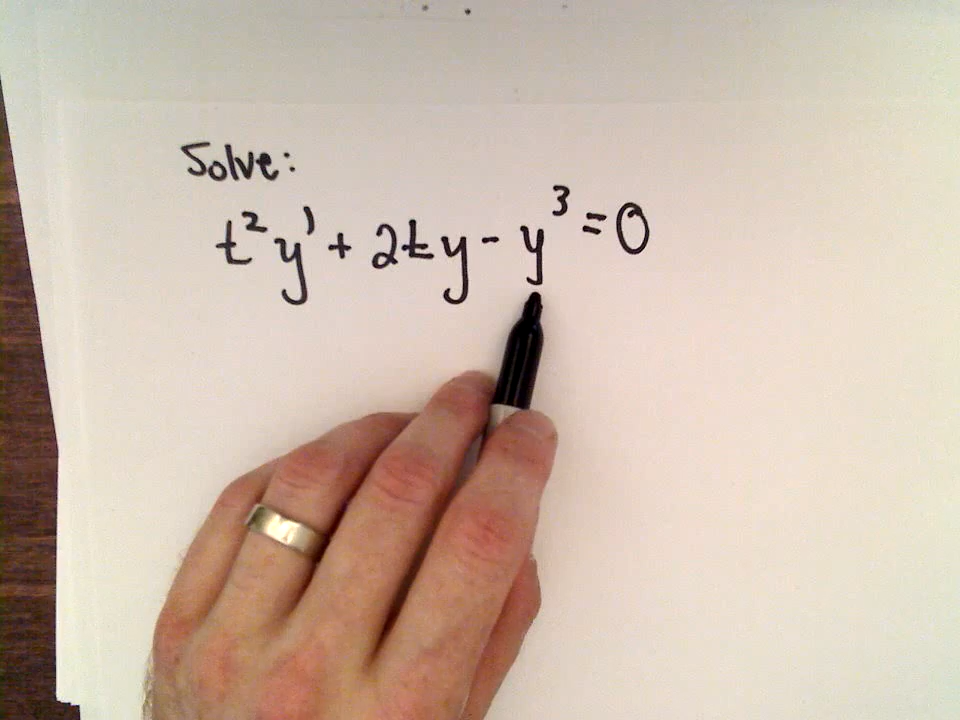 Solve:
t²y' + 2ty - y³ = 0